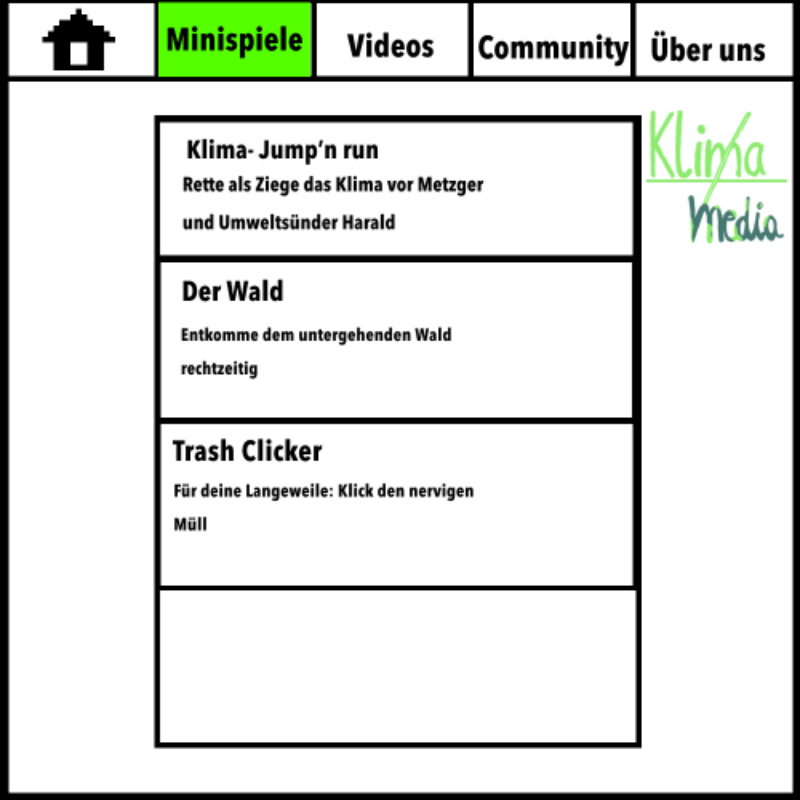 Minispiele
Videos
Community
Über uns
Klima- Jump’n run
Rette als Ziege das Klima vor Metzger
und Umweltsünder Harald
Klima
Media
Der Wald
Entkomme dem untergehenden Wald
rechtzeitig
Trash Clicker
Für deine Langeweile: Klick den nervigen
Müll